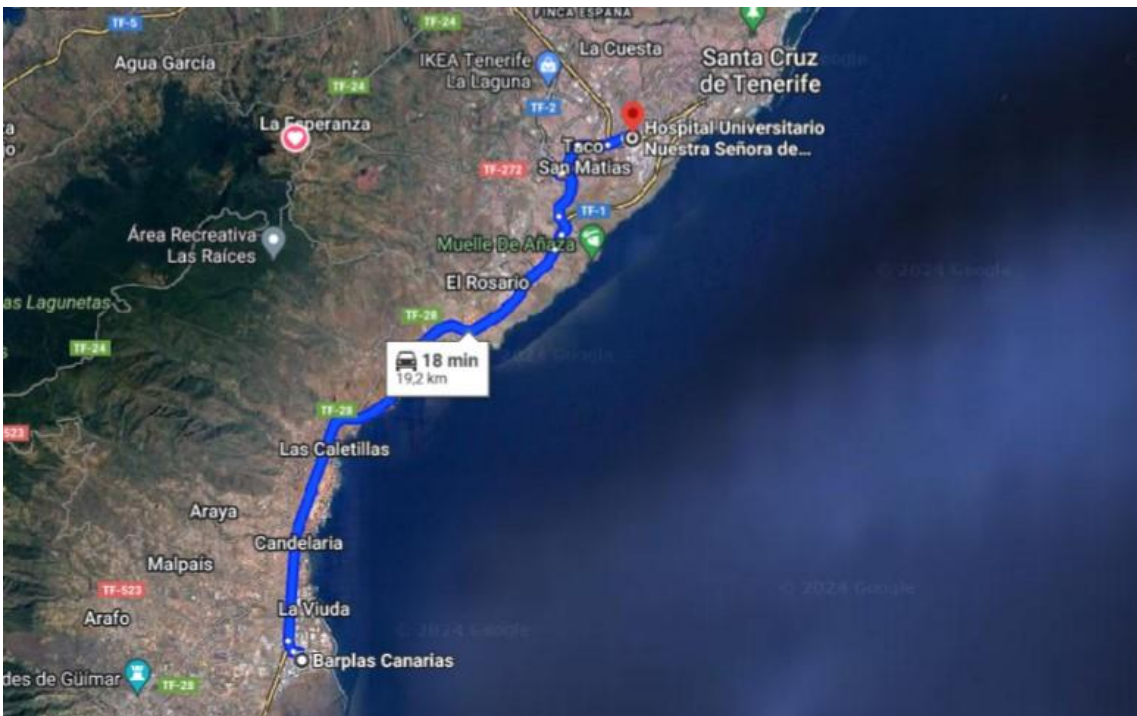 FINCA ESPAÑA
TF-5
TF-24
La Cuesta
Santa Cruz
de Tenerife
Agua García
IKEA Tenerife
La Laguna
TF-24
TF-2
La Esperanza
Hospital Universitario
Nuestra Señora de...
Taco
San Matías
TF-272
TF-1
Área Recreativa
Las Raíces
Muelle De Añaza
El Rosario
as Lagunetas
TF-28
TF-24
18 min
19,2 km
© 2024 Google
TF-28
523
Las Caletillas
Araya
Candelaria
Malpaís
TF-523
© 2024 Google
Arafo
La Viuda
© 2024 Google
Barplas Canarias
des de Güímar
TF-28